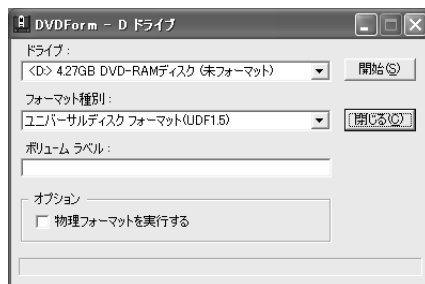 DVDForm - D ドライブ
ドライブ：
<D:> 4.27GB DVD-RAMディスク (未フォーマット)
開始(S)
フォーマット種別：
ユニバーサルディスク フォーマット(UDF1.5)
閉じる(C)
ボリューム ラベル：
オプション
物理フォーマットを実行する